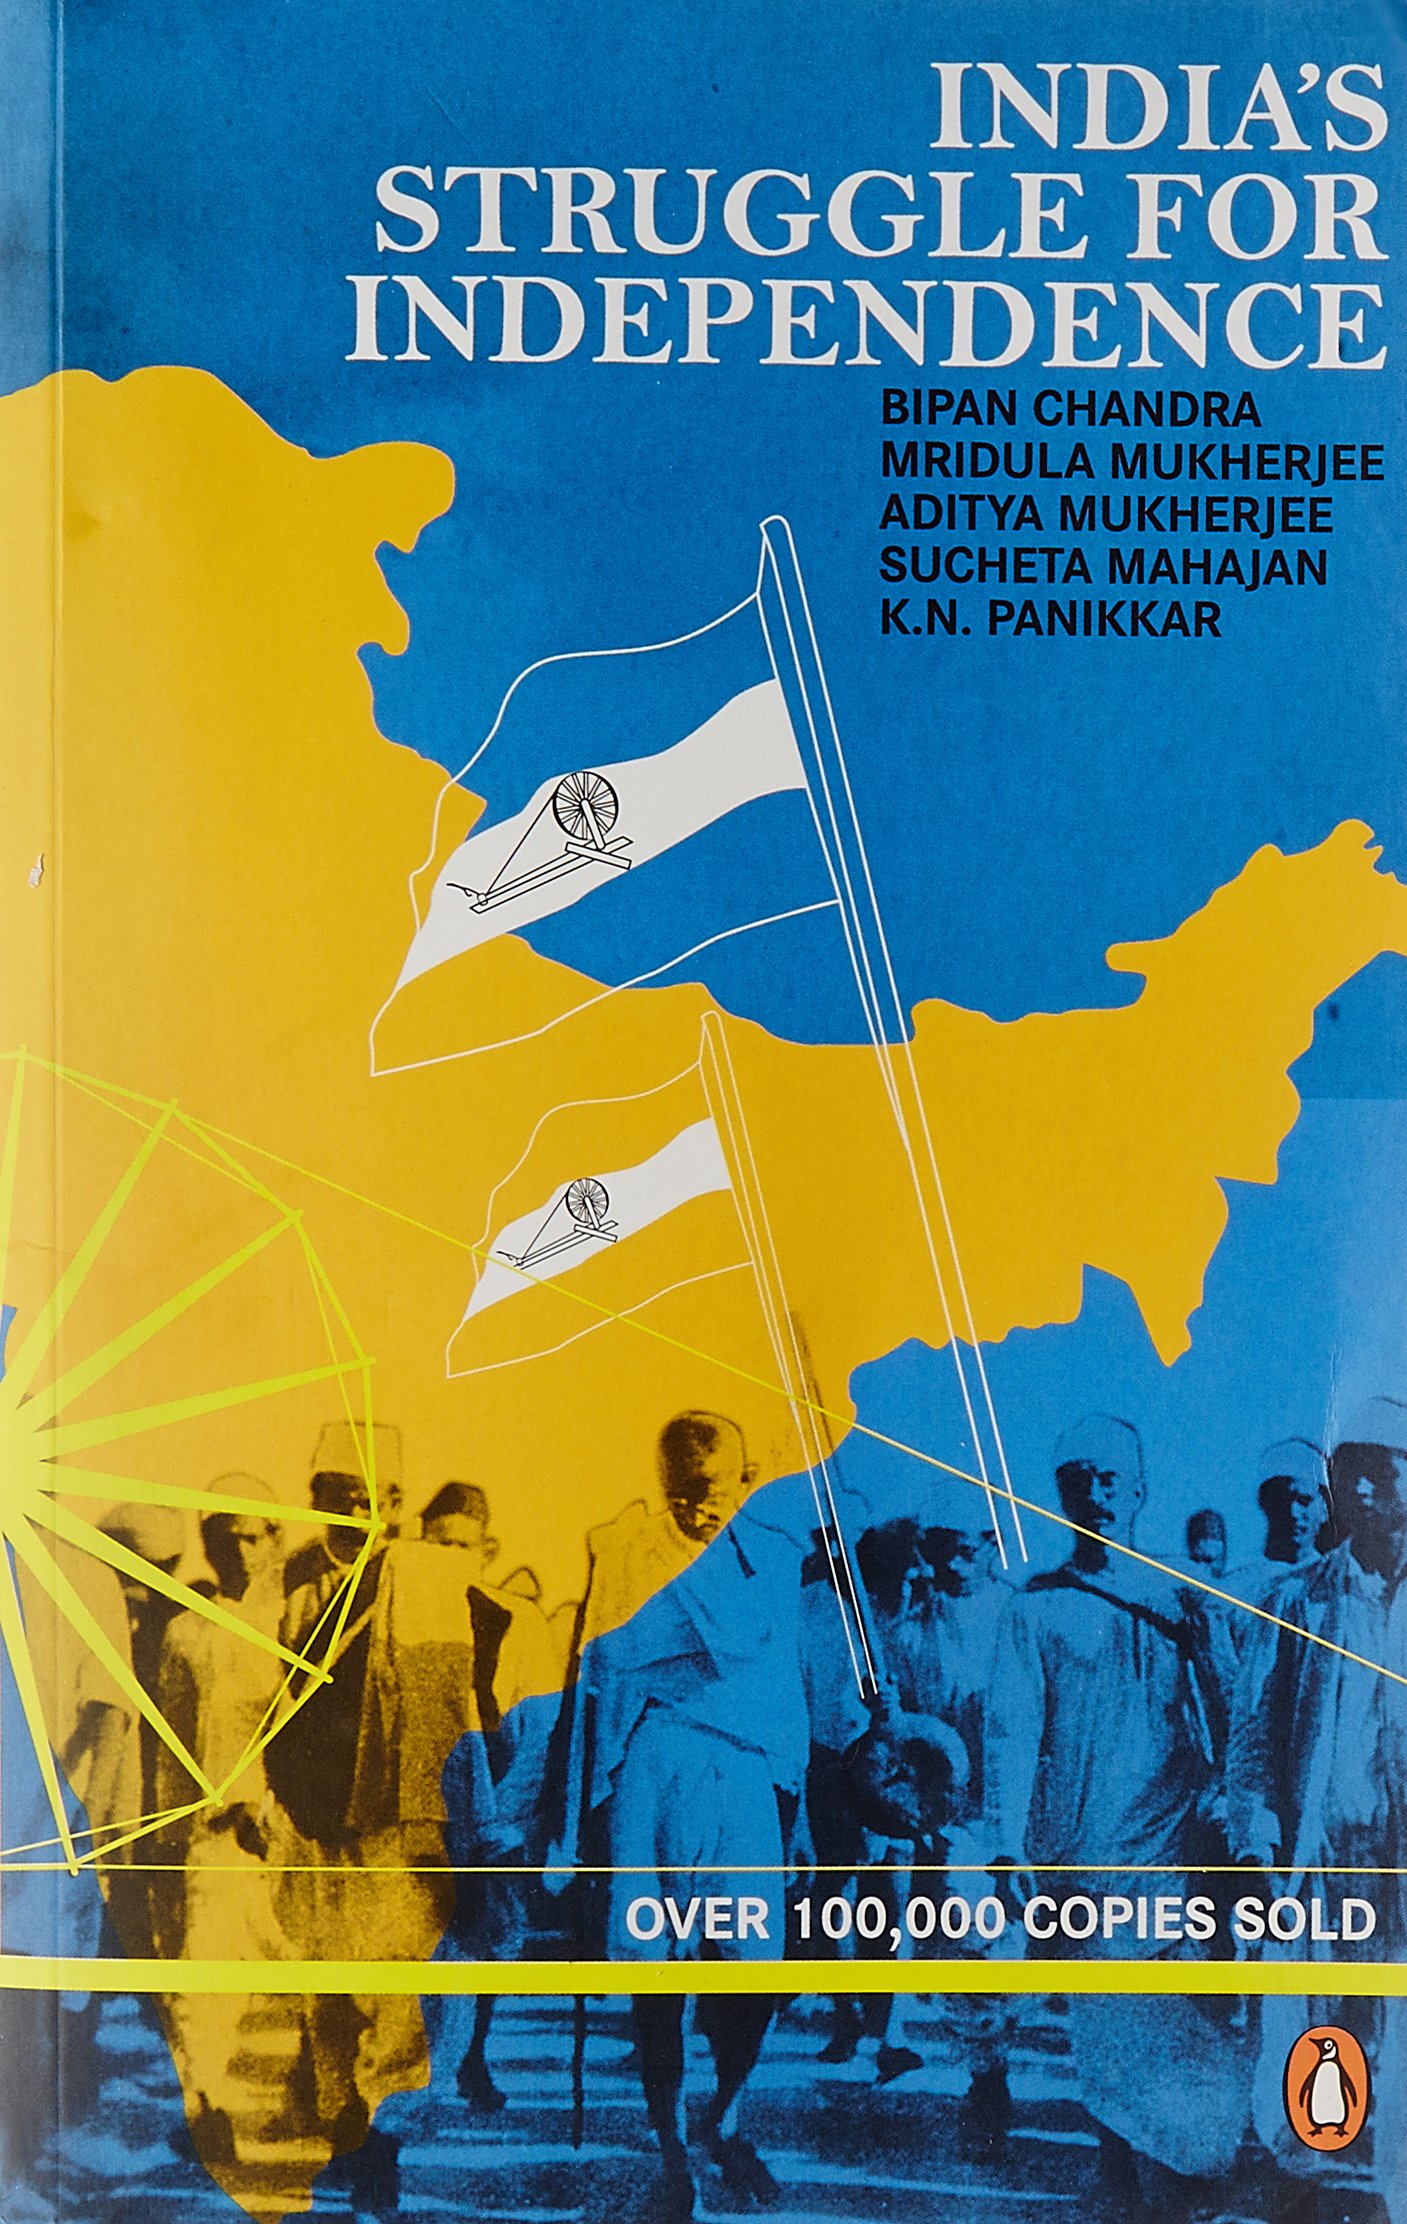 INDIA’S
STRUGGLE FOR
INDEPENDENCE
BIPAN CHANDRA
MRIDULA MUKHERJEE
ADITYA MUKHERJEE
SUCHETA MAHAJAN
K.N. PANIKKAR
OVER 100,000 COPIES SOLD